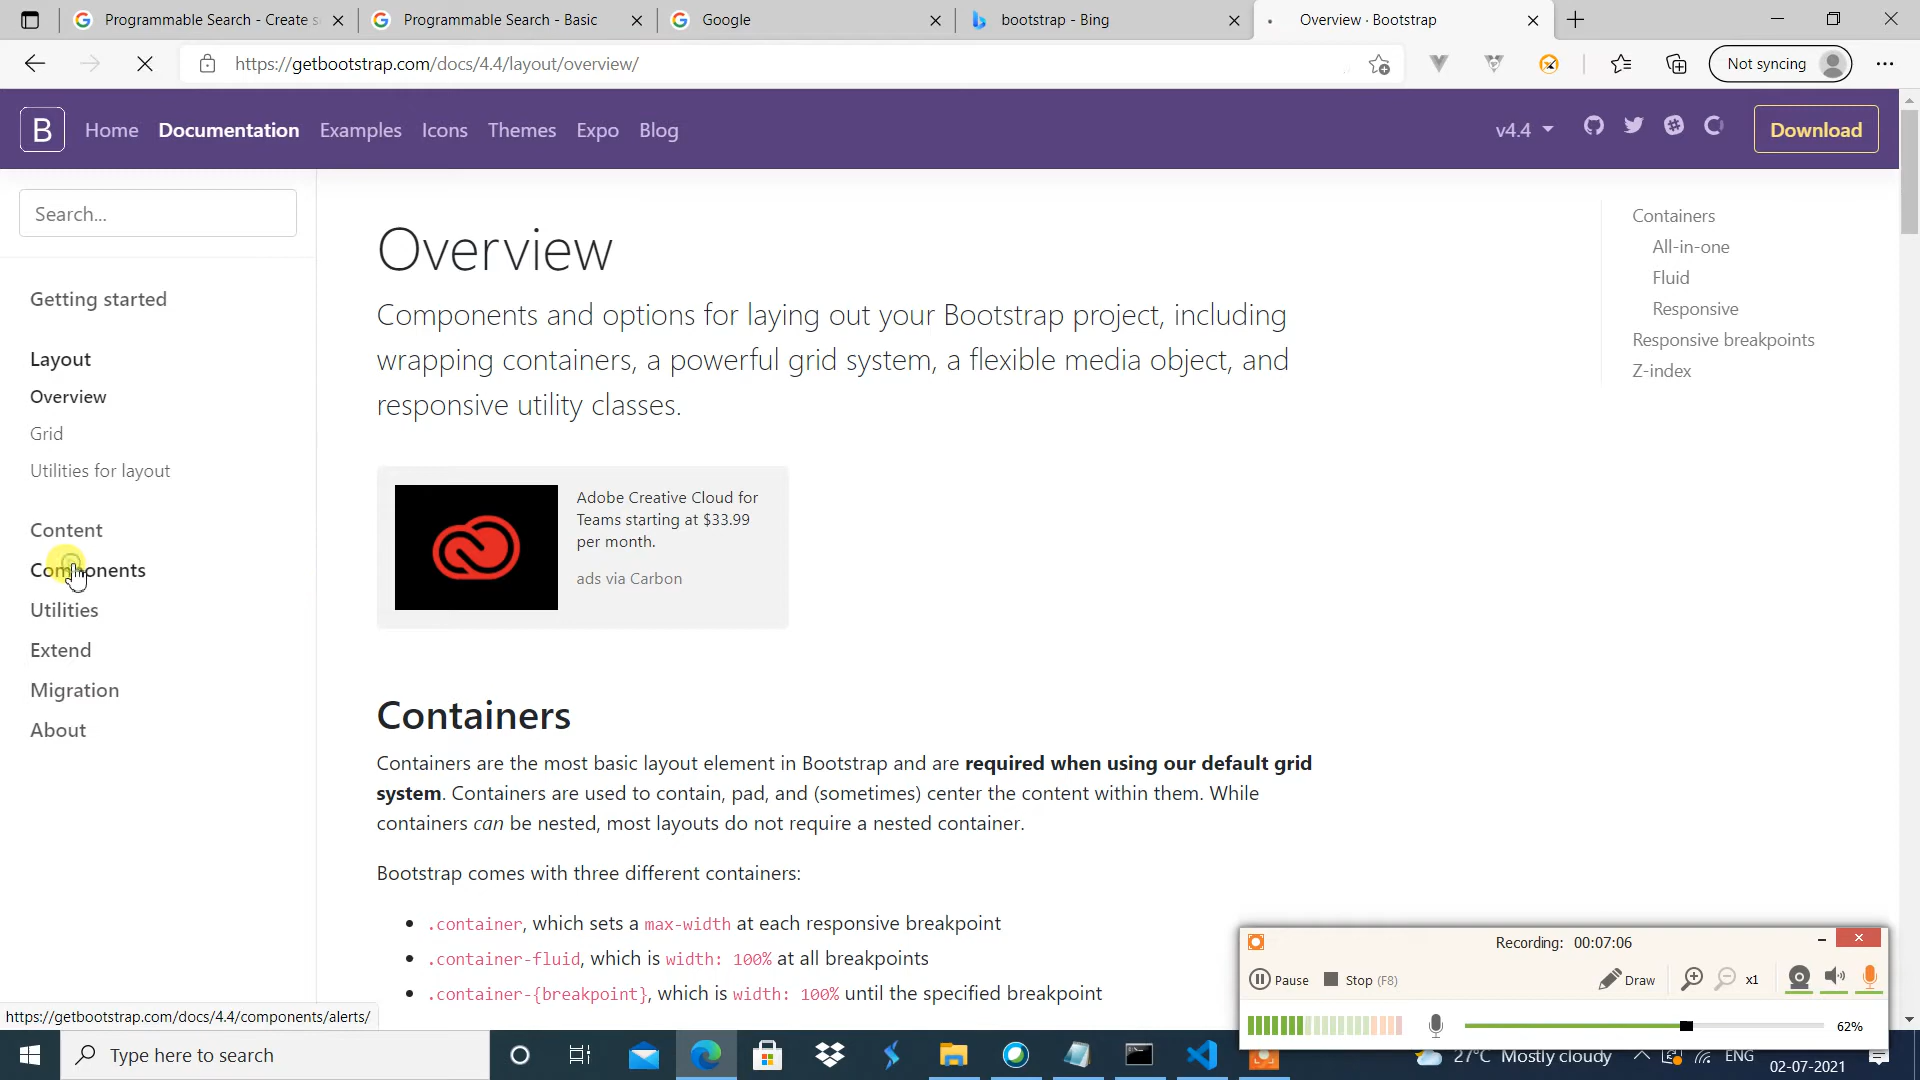 Programmable Search - Create s
Programmable Search - Basic
Google
bootstrap - Bing
Overview · Bootstrap
https://getbootstrap.com/docs/4.4/layout/overview/
Not syncing
B
Home
Documentation
Examples
Icons
Themes
Expo
Blog
v4.4
Download
Search...
Getting started
Layout
Overview
Grid
Utilities for layout
Content
Components
Utilities
Extend
Migration
About
Overview
Components and options for laying out your Bootstrap project, including
wrapping containers, a powerful grid system, a flexible media object, and
responsive utility classes.
Adobe Creative Cloud for
Teams starting at $33.99
per month.
ads via Carbon
Containers
Containers are the most basic layout element in Bootstrap and are required when using our default grid
system. Containers are used to contain, pad, and (sometimes) center the content within them. While
containers can be nested, most layouts do not require a nested container.
Bootstrap comes with three different containers:
.container, which sets a max-width at each responsive breakpoint
.container-fluid, which is width: 100% at all breakpoints
.container-{breakpoint}, which is width: 100% until the specified breakpoint
Containers
All-in-one
Fluid
Responsive
Responsive breakpoints
Z-index
Recording: 00:07:06
Pause
Stop (F8)
Draw
x1
62%
https://getbootstrap.com/docs/4.4/components/alerts/
Type here to search
27°C Mostly cloudy
ENG
02-07-2021